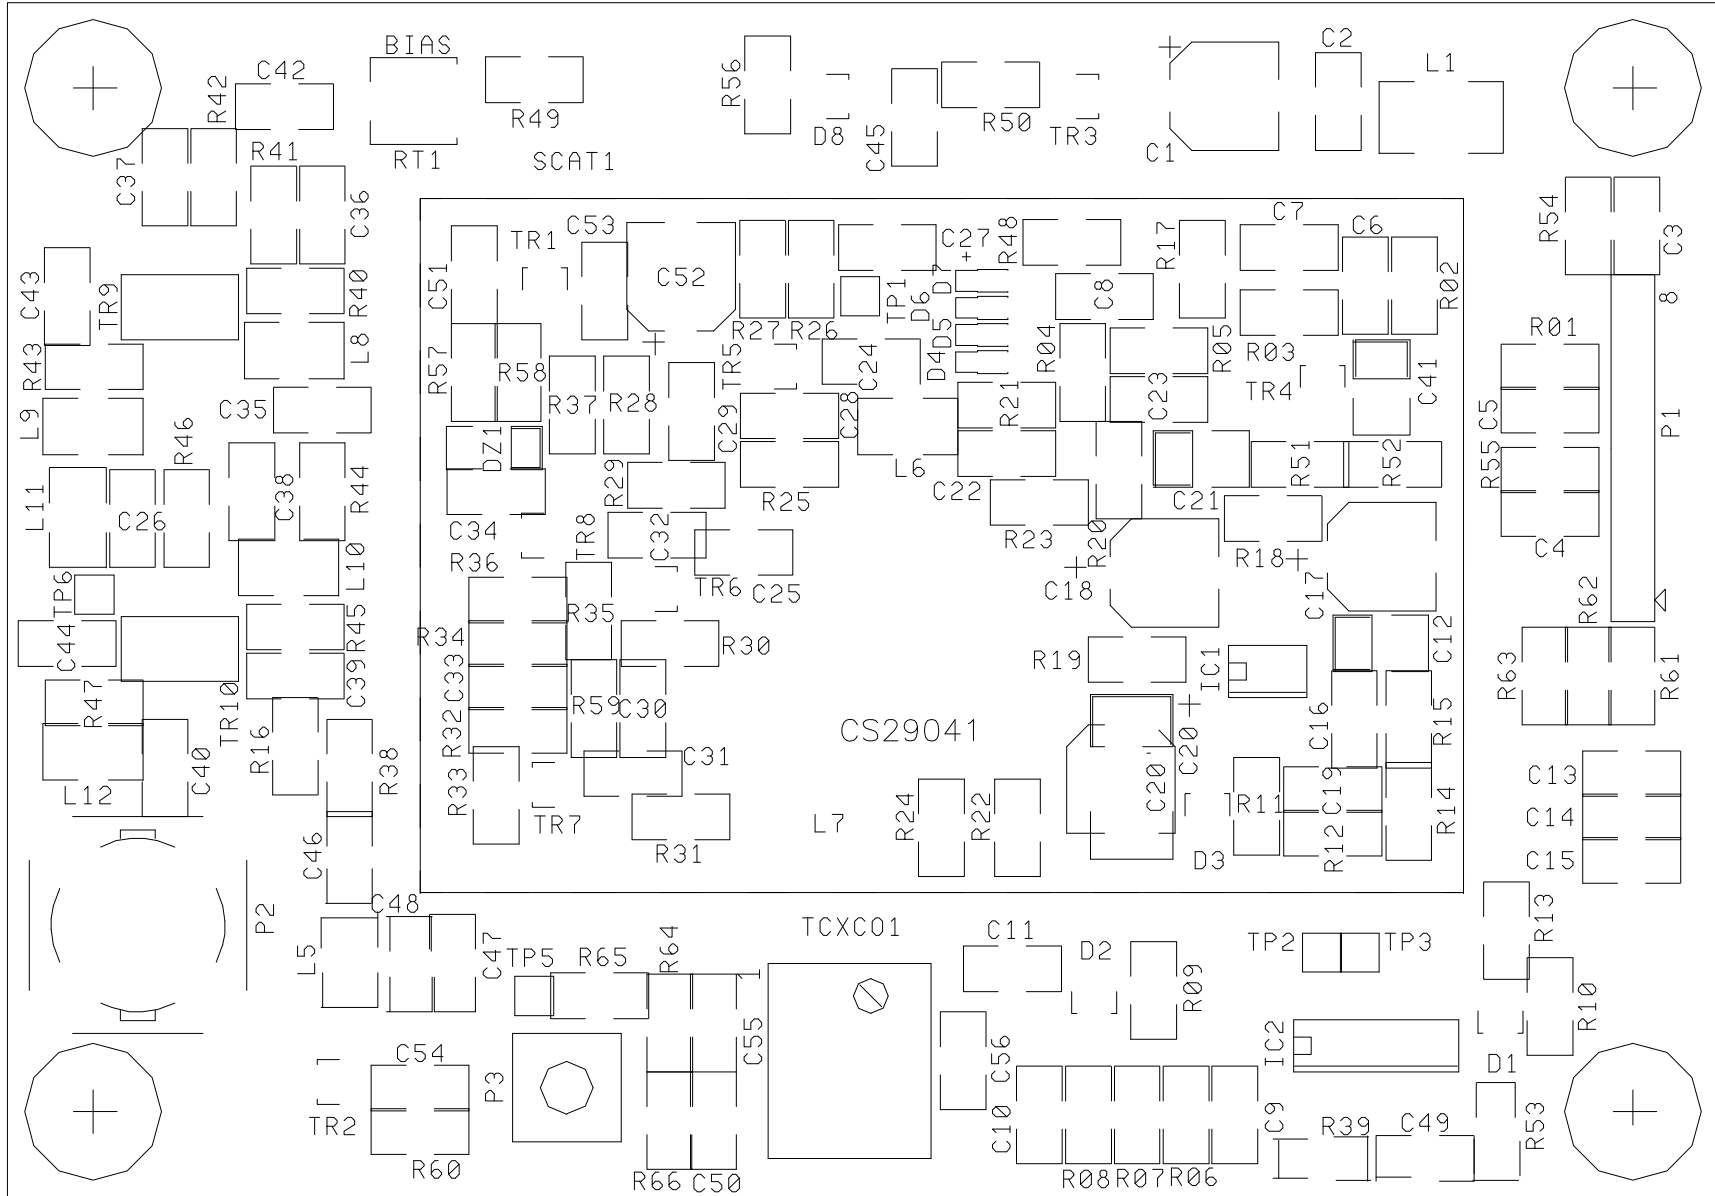 BIAS
C42
R42
R49
RT1
SCAT1
R41
C37
C36
R56
D8
C45
R50
TR3
C1
C2
L1
R54
C3
C43
TR9
R40
L8
R43
L9
C35
R46
L11
C26
C38
R44
L10
TP6
C44
R45
C39
R47
TR10
R16
R38
C40
L12
C46
P2
C51
TR1
C53
C52
R27
R26
TP1
C27
+
R48
D7
D6
D5
D4
C8
R17
C7
C6
R02
R04
R05
R03
TR4
C41
R57
R58
R37
R28
+
TR5
C24
C29
C28
R21
C23
DZ1
R29
R25
L6
C22
C21
R51
R52
C34
TR8
C32
R23
R20
R18
+
C17
R36
TR6
C25
C18
+
R35
R34
R30
R19
IC1
C12
C33
R59
C30
R32
R33
C31
TR7
R31
CS29041
L7
R24
R22
C20
C20
+
C16
R15
R11
C19
R12
R14
D3
R01
C5
R55
C4
P1
8
R62
R63
R61
C13
C14
C15
C48
L5
C47
TP5
R65
R64
TCXCO1
C11
D2
R09
TP2
TP3
R13
R10
C55
C56
IC2
D1
TR2
C54
R60
P3
R66
C50
C10
R08
R07
R06
C9
R39
C49
R53